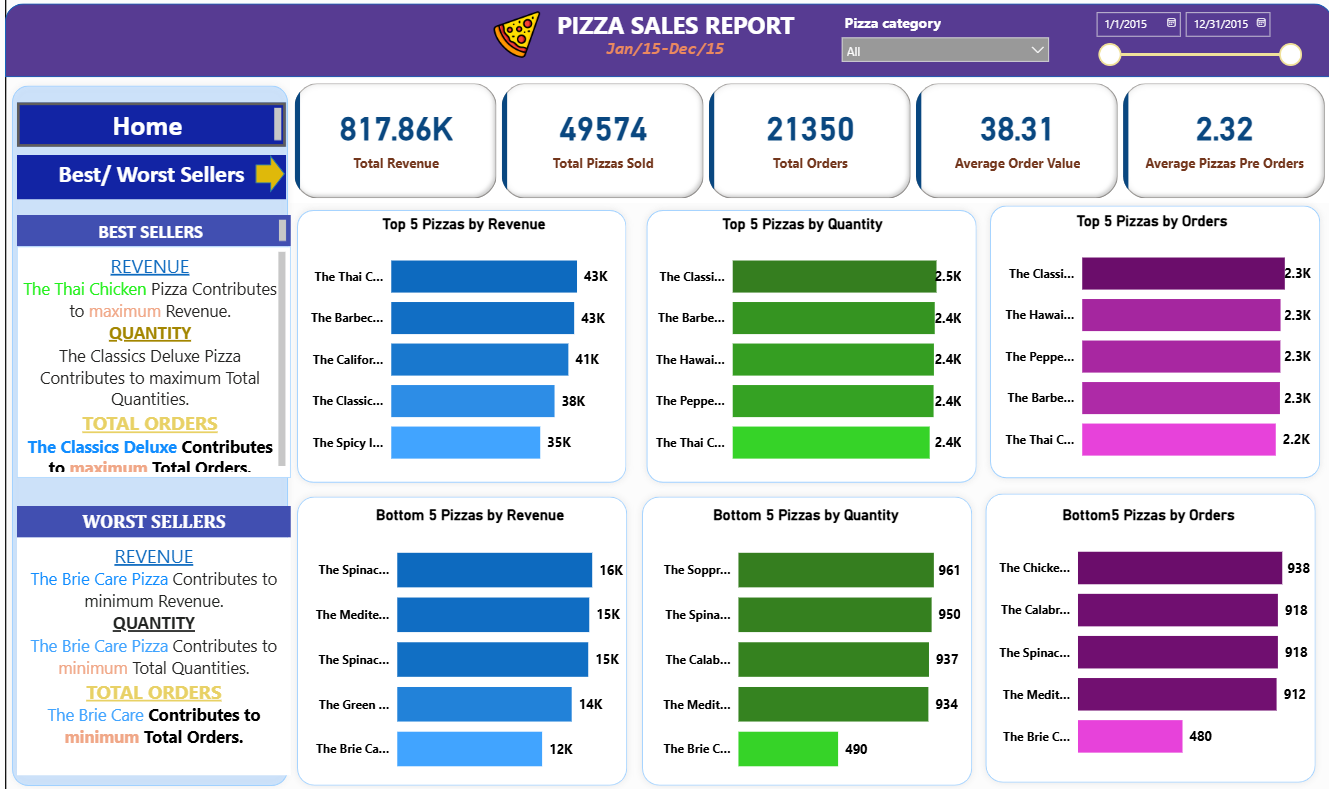 PIZZA SALES REPORT
Jan/15-Dec/15
Pizza category
All
1/1/2015
12/31/2015
Home
Best/ Worst Sellers
817.86K
Total Revenue
49574
Total Pizzas Sold
21350
Total Orders
38.31
Average Order Value
2.32
Average Pizzas Pre Orders
BEST SELLERS
REVENUE
The Thai Chicken Pizza Contributes
to maximum Revenue.
QUANTITY
The Classics Deluxe Pizza
Contributes to maximum Total
Quantities.
TOTAL ORDERS
The Classics Deluxe Contributes
to maximum Total Orders.
WORST SELLERS
REVENUE
The Brie Care Pizza Contributes to
minimum Revenue.
QUANTITY
The Brie Care Pizza Contributes to
minimum Total Quantities.
TOTAL ORDERS
The Brie Care Contributes to
minimum Total Orders.
Top 5 Pizzas by Revenue
The Thai C... 43K
The Barbec... 43K
The Califor... 41K
The Classic... 38K
The Spicy I... 35K
Top 5 Pizzas by Quantity
The Classi... 2.5K
The Barbe... 2.4K
The Hawai... 2.4K
The Peppe... 2.4K
The Thai C... 2.4K
Top 5 Pizzas by Orders
The Classi... 2.3K
The Hawai... 2.3K
The Peppe... 2.3K
The Barbe... 2.3K
The Thai C... 2.2K
Bottom 5 Pizzas by Revenue
The Spinac... 16K
The Medite... 15K
The Spinac... 15K
The Green ... 14K
The Brie Ca... 12K
Bottom 5 Pizzas by Quantity
The Soppr... 961
The Spina... 950
The Calab... 937
The Medit... 934
The Brie C... 490
Bottom5 Pizzas by Orders
The Chicke... 938
The Calabr... 918
The Spinac... 918
The Medit... 912
The Brie C... 480